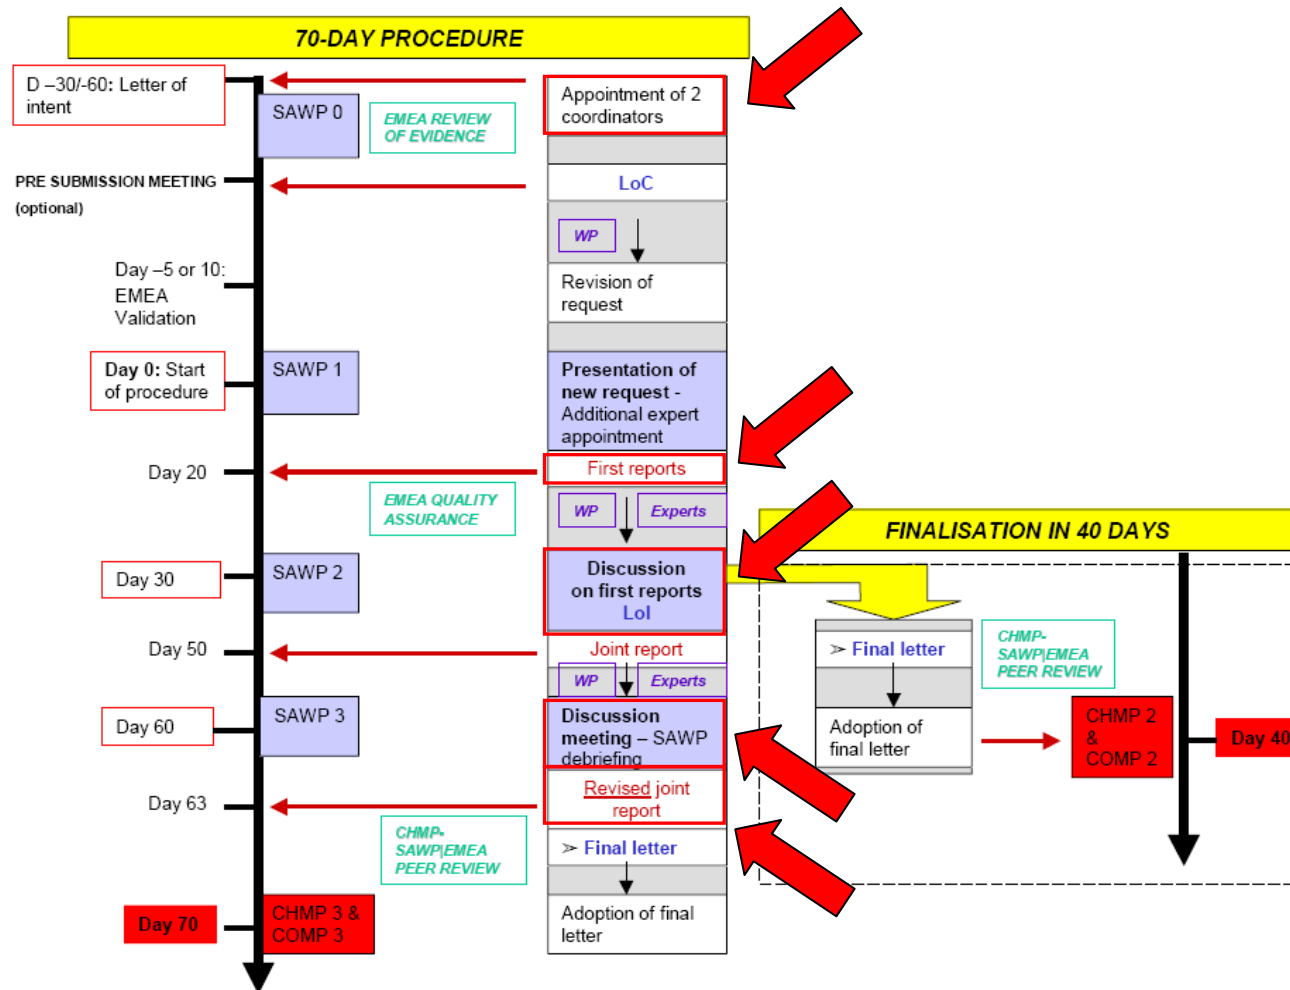 70-DAY PROCEDURE
D –30/-60: Letter of
intent
SAWP 0
EMEA REVIEW
OF EVIDENCE
Appointment of 2
coordinators
PRE SUBMISSION MEETING
(optional)
LoC
WP
Day –5 or 10:
EMEA
Validation
Revision of
request
Day 0: Start
of procedure
SAWP 1
Presentation of
new request -
Additional expert
appointment
Day 20
First reports
EMEA QUALITY
ASSURANCE
WP
Experts
Day 30
SAWP 2
Discussion
on first reports
LoI
Day 50
Joint report
WP
Experts
Day 60
SAWP 3
Discussion
meeting – SAWP
debriefing
Day 63
Revised joint
report
CHMP-
SAWP|EMEA
PEER REVIEW
➢ Final letter
Day 70
CHMP 3 &
COMP 3
Adoption of final
letter
FINALISATION IN 40 DAYS
➢ Final letter
CHMP-
SAWP|EMEA
PEER REVIEW
Adoption of
final letter
CHMP 2
&
COMP 2
Day 40